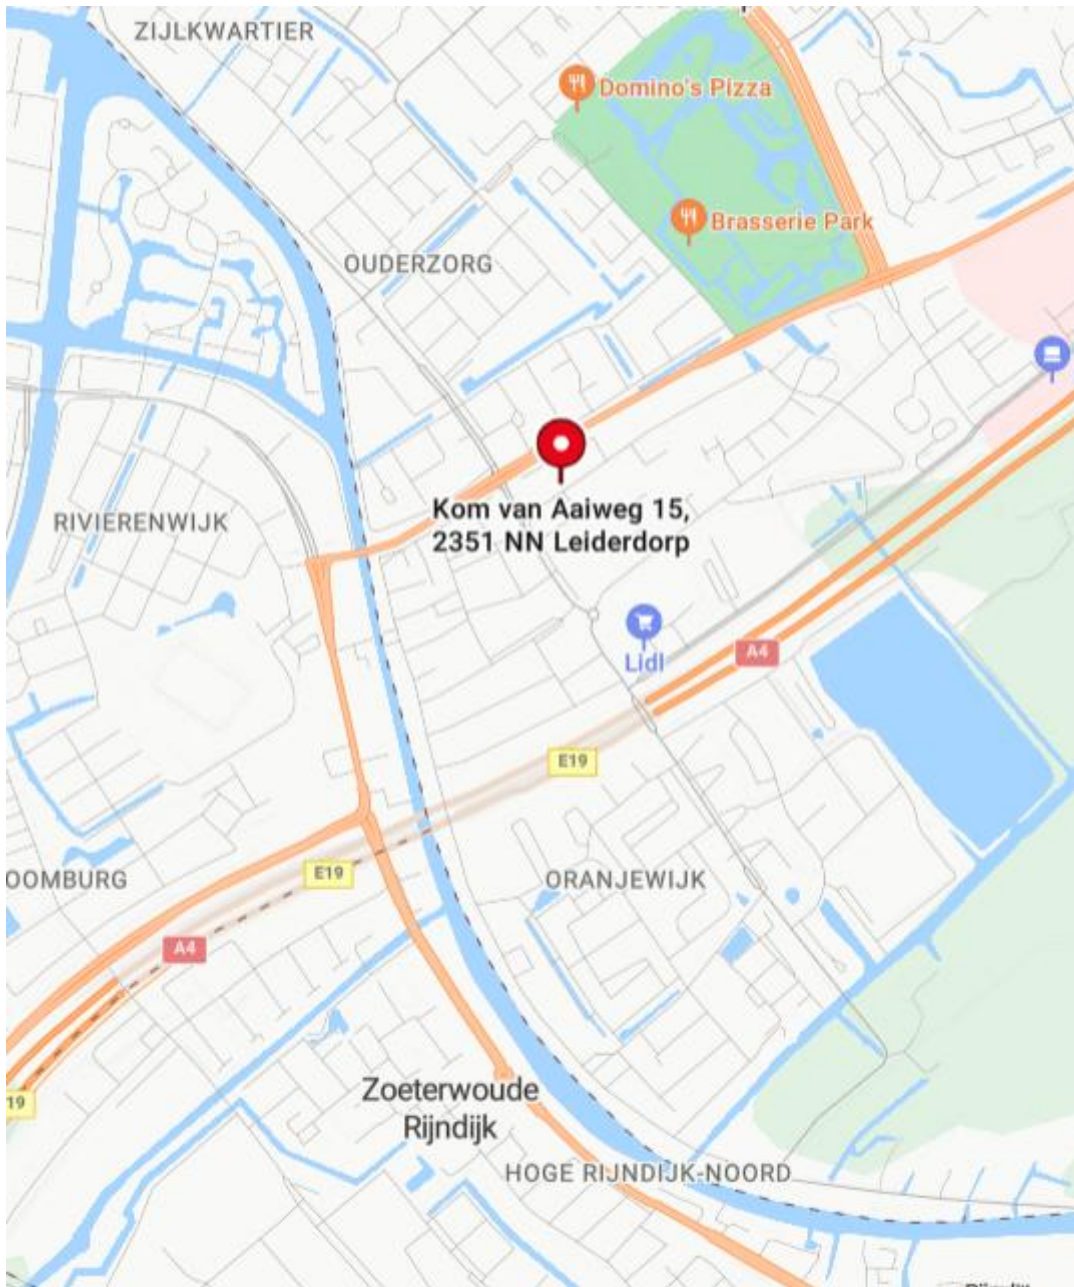 ZIJLKWARTIER
Domino's Pizza
Brasserie Park
OUDERZORG
Kom van Aaiweg 15,
2351 NN Leiderdorp
RIVIERENWIJK
Lidl
A4
E19
E19
OOMBURG
ORANJEWIJK
A4
Zoeterwoude
Rijndijk
19
HOGE RIJNDIJK-NOORD